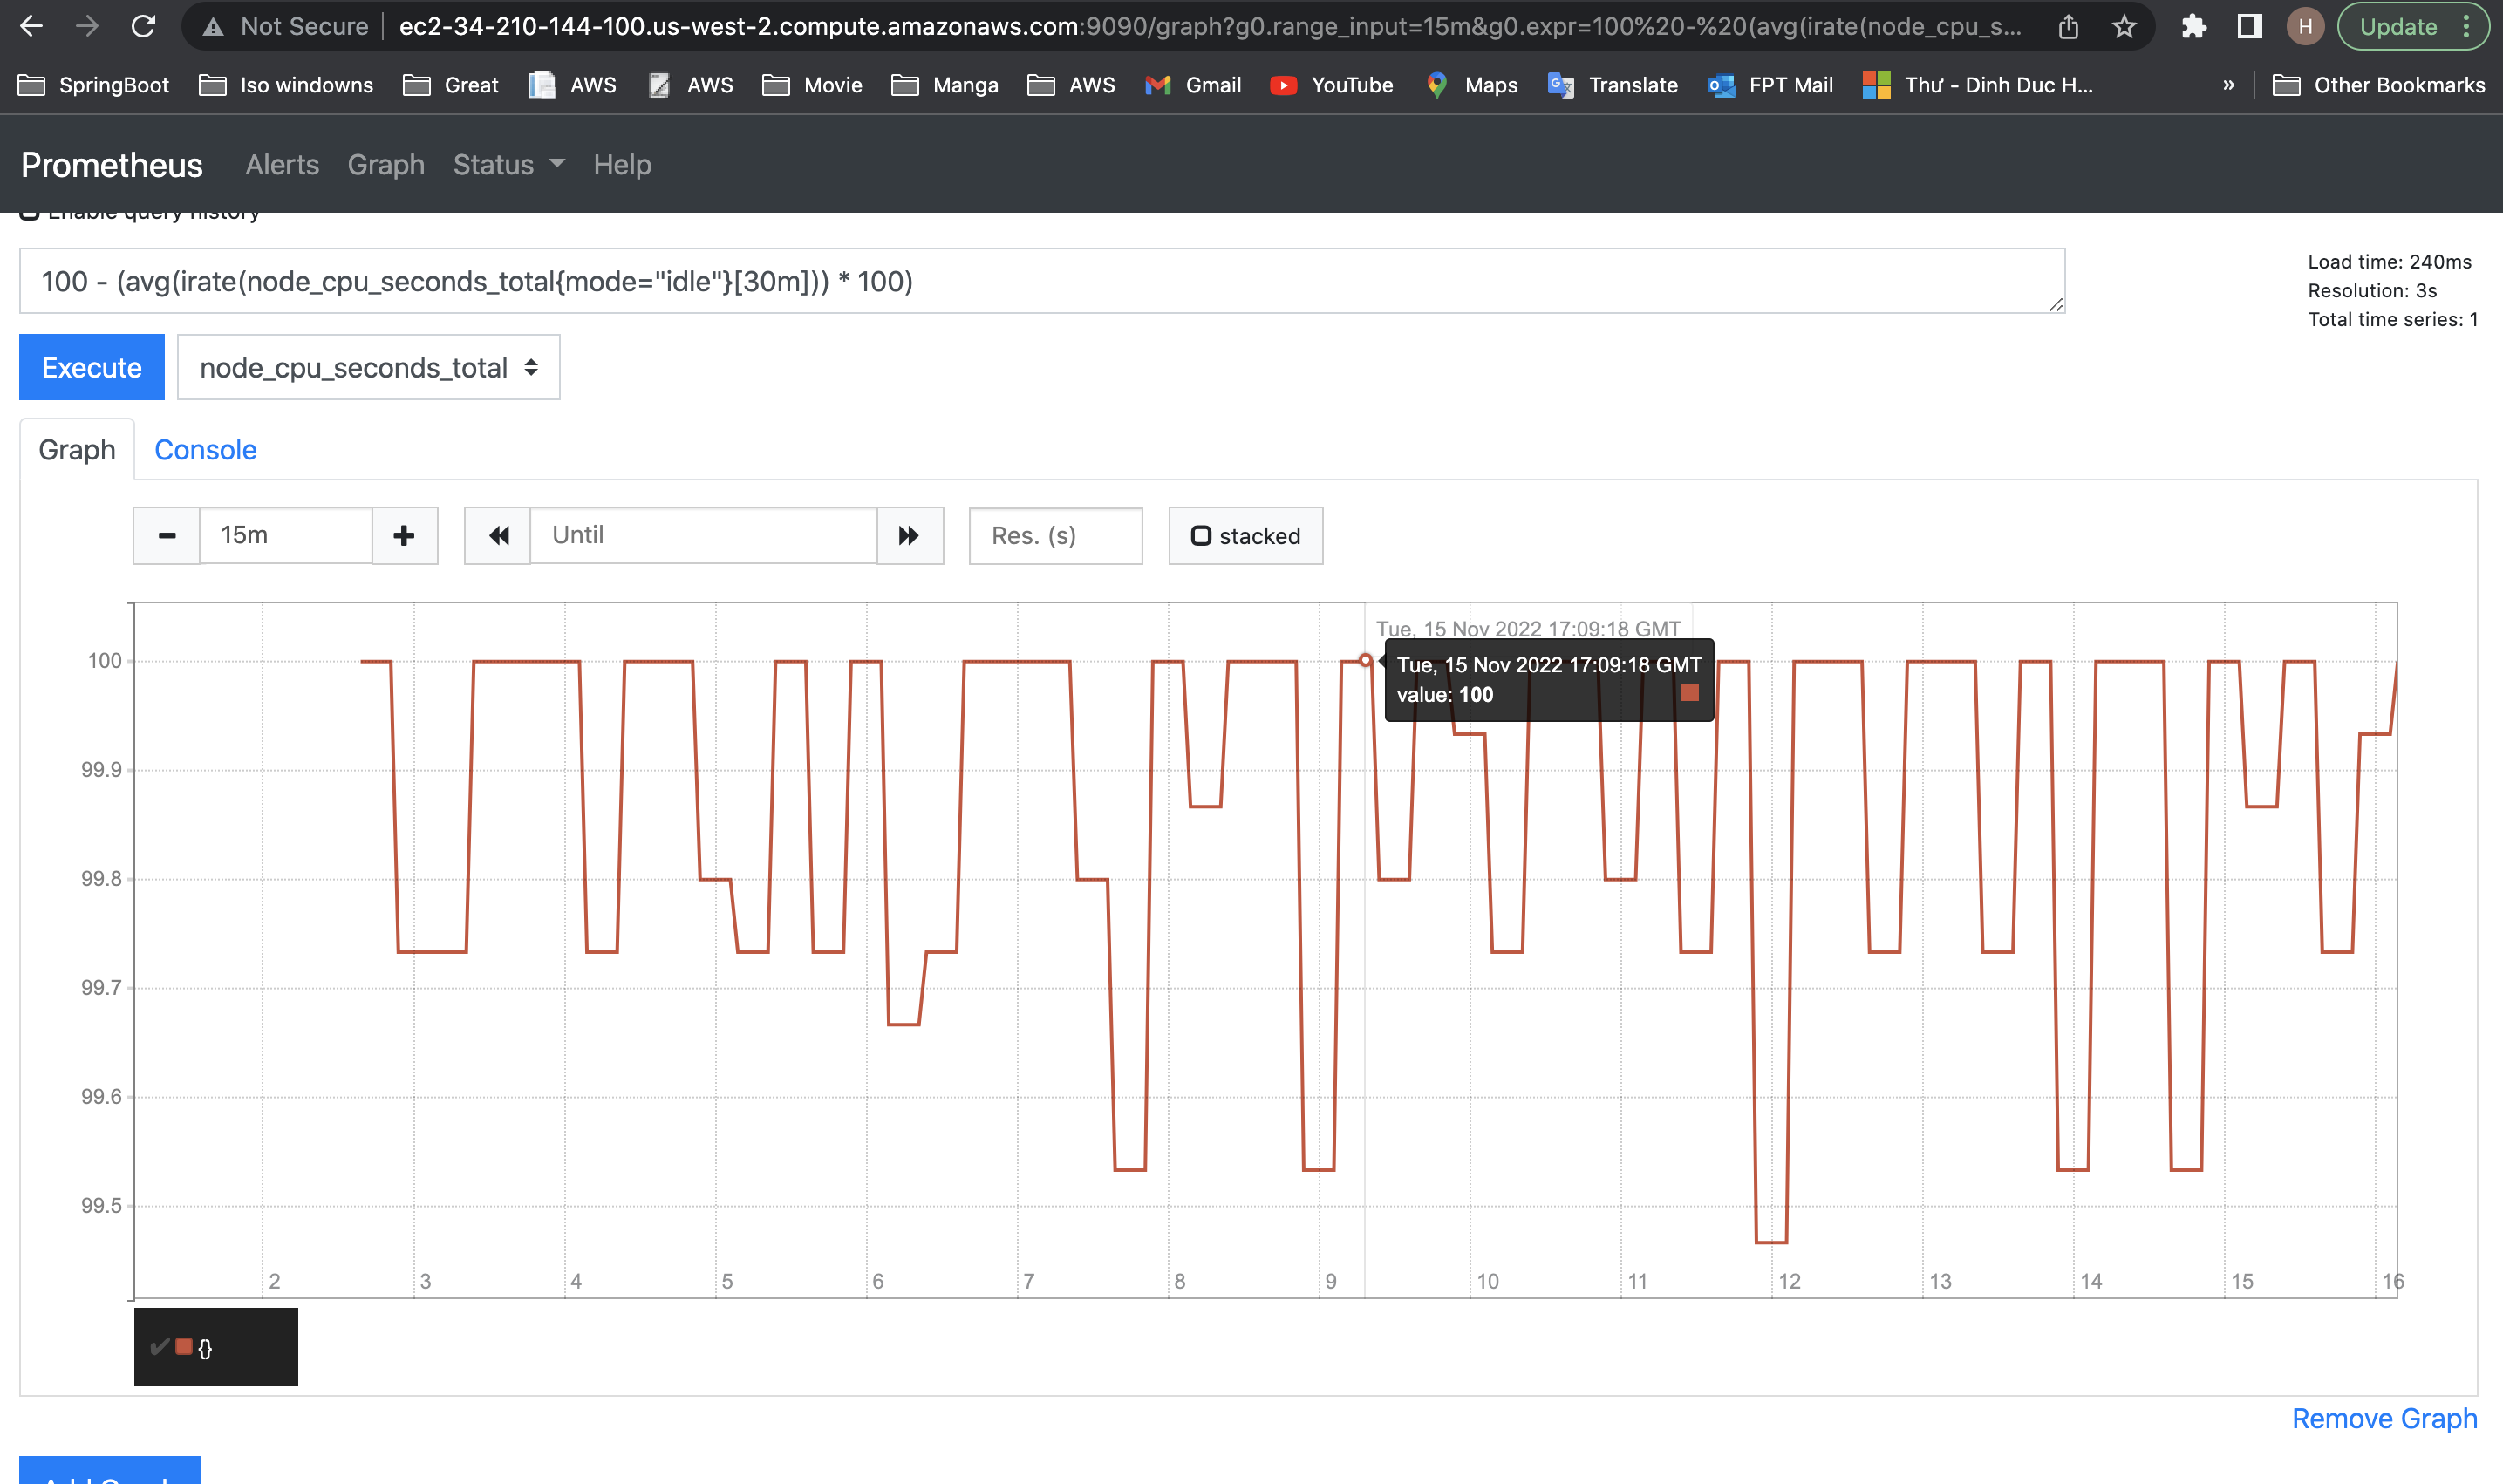 Not Secure ec2-34-210-144-100.us-west-2.compute.amazonaws.com:9090/graph?g0.range_input=15m&g0.expr=100%20-%20(avg(irate(node_cpu_s... H Update
SpringBoot Iso windowns Great AWS AWS Movie Manga AWS Gmail YouTube Maps Translate FPT Mail Thư - Dinh Duc H... » Other Bookmarks
Prometheus Alerts Graph Status Help
Enable query history
100 - (avg(irate(node_cpu_seconds_total{mode="idle"}[30m])) * 100)
Load time: 240ms
Resolution: 3s
Total time series: 1
Execute node_cpu_seconds_total
Graph Console
15m Until Res. (s) stacked
Tue, 15 Nov 2022 17:09:18 GMT
Tue, 15 Nov 2022 17:09:18 GMT
value: 100
100
99.9
99.8
99.7
99.6
99.5
2 3 4 5 6 7 8 9 10 11 12 13 14 15 16
{}
Remove Graph